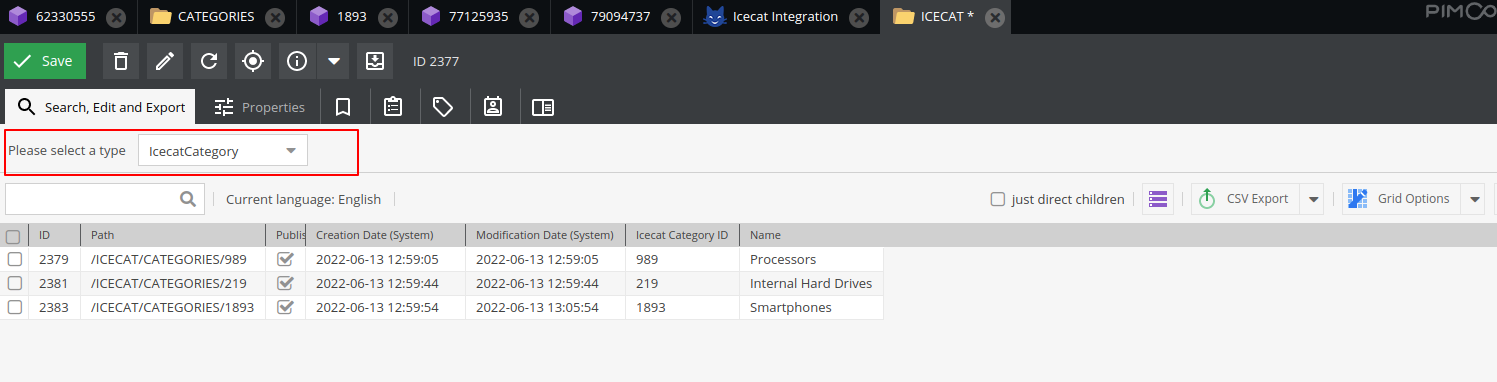 62330555 CATEGORIES 1893 77125935 79094737 Icecat Integration ICECAT * PIMCO
Save ID 2377
Search, Edit and Export Properties
Please select a type IcecatCategory
Current language: English just direct children CSV Export Grid Options
ID Path Publis Creation Date (System) Modification Date (System) Icecat Category ID Name
2379 /ICECAT/CATEGORIES/989 2022-06-13 12:59:05 2022-06-13 12:59:05 989 Processors
2381 /ICECAT/CATEGORIES/219 2022-06-13 12:59:44 2022-06-13 12:59:44 219 Internal Hard Drives
2383 /ICECAT/CATEGORIES/1893 2022-06-13 12:59:54 2022-06-13 13:05:54 1893 Smartphones